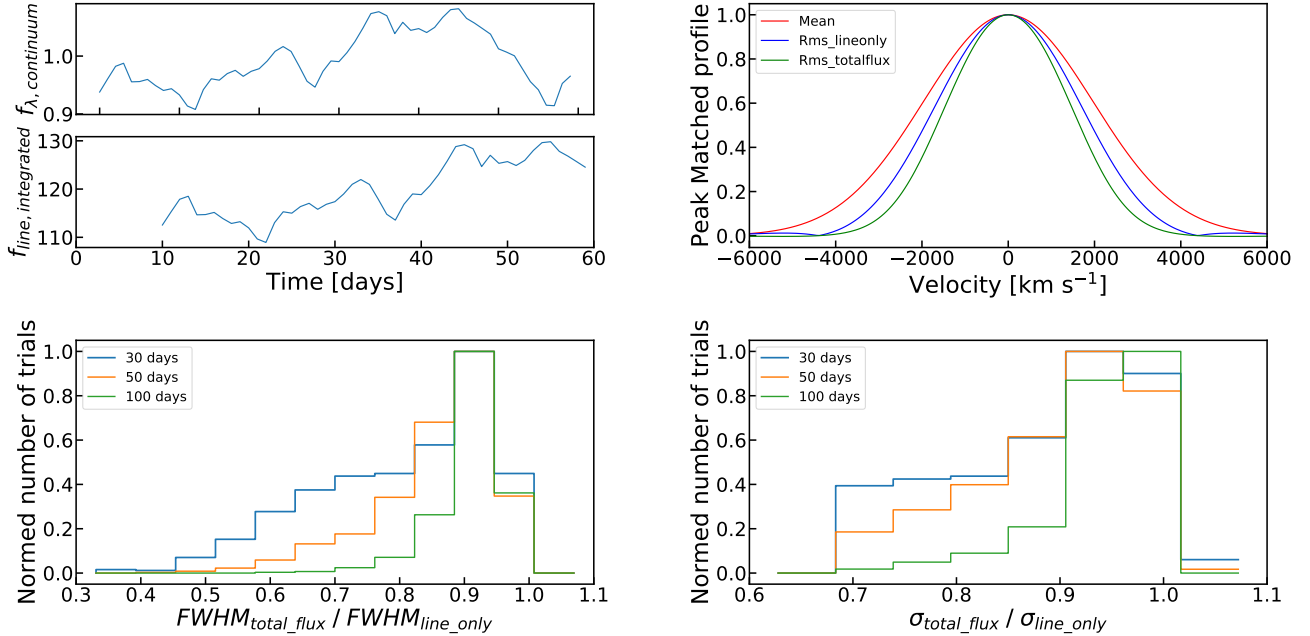 f_λ,continuum
1.0
0.9
f_line,integrated
130
120
110
0 10 20 30 40 50 60
Time [days]
Peak Matched profile
1.0
0.8
0.6
0.4
0.2
0.0
Mean
Rms_lineonly
Rms_totalflux
−6000 −4000 −2000 0 2000 4000 6000
Velocity [km s⁻¹]
Normed number of trials
1.0
0.8
0.6
0.4
0.2
0.0
30 days
50 days
100 days
0.3 0.4 0.5 0.6 0.7 0.8 0.9 1.0 1.1
FWHM_total_flux / FWHM_line_only
Normed number of trials
1.0
0.8
0.6
0.4
0.2
0.0
30 days
50 days
100 days
0.6 0.7 0.8 0.9 1.0 1.1
σ_total_flux / σ_line_only